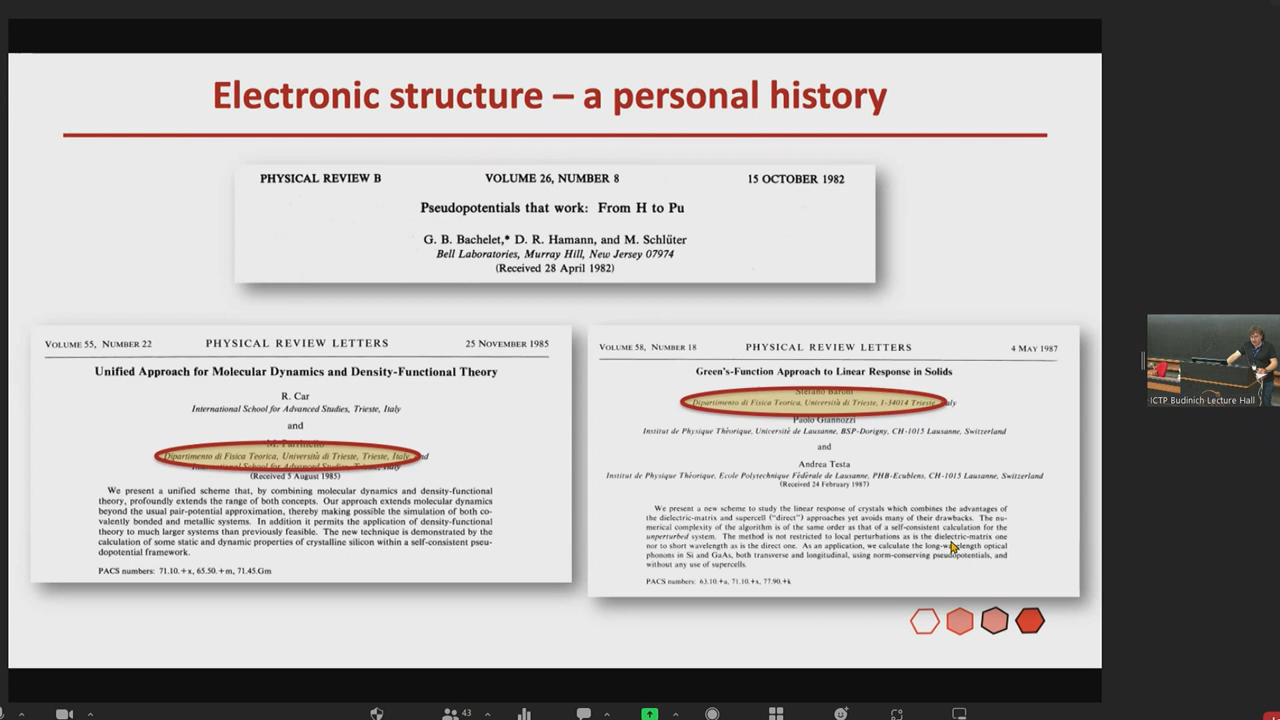 Electronic structure – a personal history
PHYSICAL REVIEW B VOLUME 26, NUMBER 8 15 OCTOBER 1982
Pseudopotentials that work: From H to Pu
G. B. Bachelet,* D. R. Hamann, and M. Schlüter
Bell Laboratories, Murray Hill, New Jersey 07974
(Received 28 April 1982)
VOLUME 55, NUMBER 22 PHYSICAL REVIEW LETTERS 25 NOVEMBER 1985
Unified Approach for Molecular Dynamics and Density-Functional Theory
R. Car
International School for Advanced Studies, Trieste, Italy
and
M. Parrinello
Dipartimento di Fisica Teorica, Università di Trieste, Trieste, Italy, and
International School for Advanced Studies, Trieste, Italy
(Received 5 August 1985)
We present a unified scheme that, by combining molecular dynamics and density-functional
theory, profoundly extends the range of both concepts. Our approach extends molecular dynamics
beyond the usual pair-potential approximation, thereby making possible the simulation of both co-
valently bonded and metallic systems. In addition it permits the application of density-functional
theory to much larger systems than previously feasible. The new technique is demonstrated by the
calculation of some static and dynamic properties of crystalline silicon within a self-consistent pseu-
dopotential framework.
PACS numbers: 71.10.+x, 65.50.+m, 71.45.Gm
VOLUME 58, NUMBER 18 PHYSICAL REVIEW LETTERS 4 MAY 1987
Green's-Function Approach to Linear Response in Solids
Stefano Baroni
Dipartimento di Fisica Teorica, Università di Trieste, I-34014 Trieste, Italy
Paolo Giannozzi
Institut de Physique Théorique, Université de Lausanne, BSP-Dorigny, CH-1015 Lausanne, Switzerland
and
Andrea Testa
Institut de Physique Théorique, Ecole Polytechnique Fédérale de Lausanne, PHB-Ecublens, CH-1015 Lausanne, Switzerland
(Received 24 February 1987)
We present a new scheme to study the linear response of crystals which combines the advantages of
the dielectric-matrix and supercell ("direct") approaches yet avoids many of their drawbacks. The nu-
merical complexity of the algorithm is of the same order as that of a self-consistent calculation for the
unperturbed system. The method is not restricted to local perturbations as is the dielectric-matrix one
nor to short wavelength as is the direct one. As an application, we calculate the long-wavelength optical
phonons in Si and GaAs, both transverse and longitudinal, using norm-conserving pseudopotentials, and
without any use of supercells.
PACS numbers: 63.10.+a, 71.10.+x, 77.90.+k
ICTP Budinich Lecture Hall
43